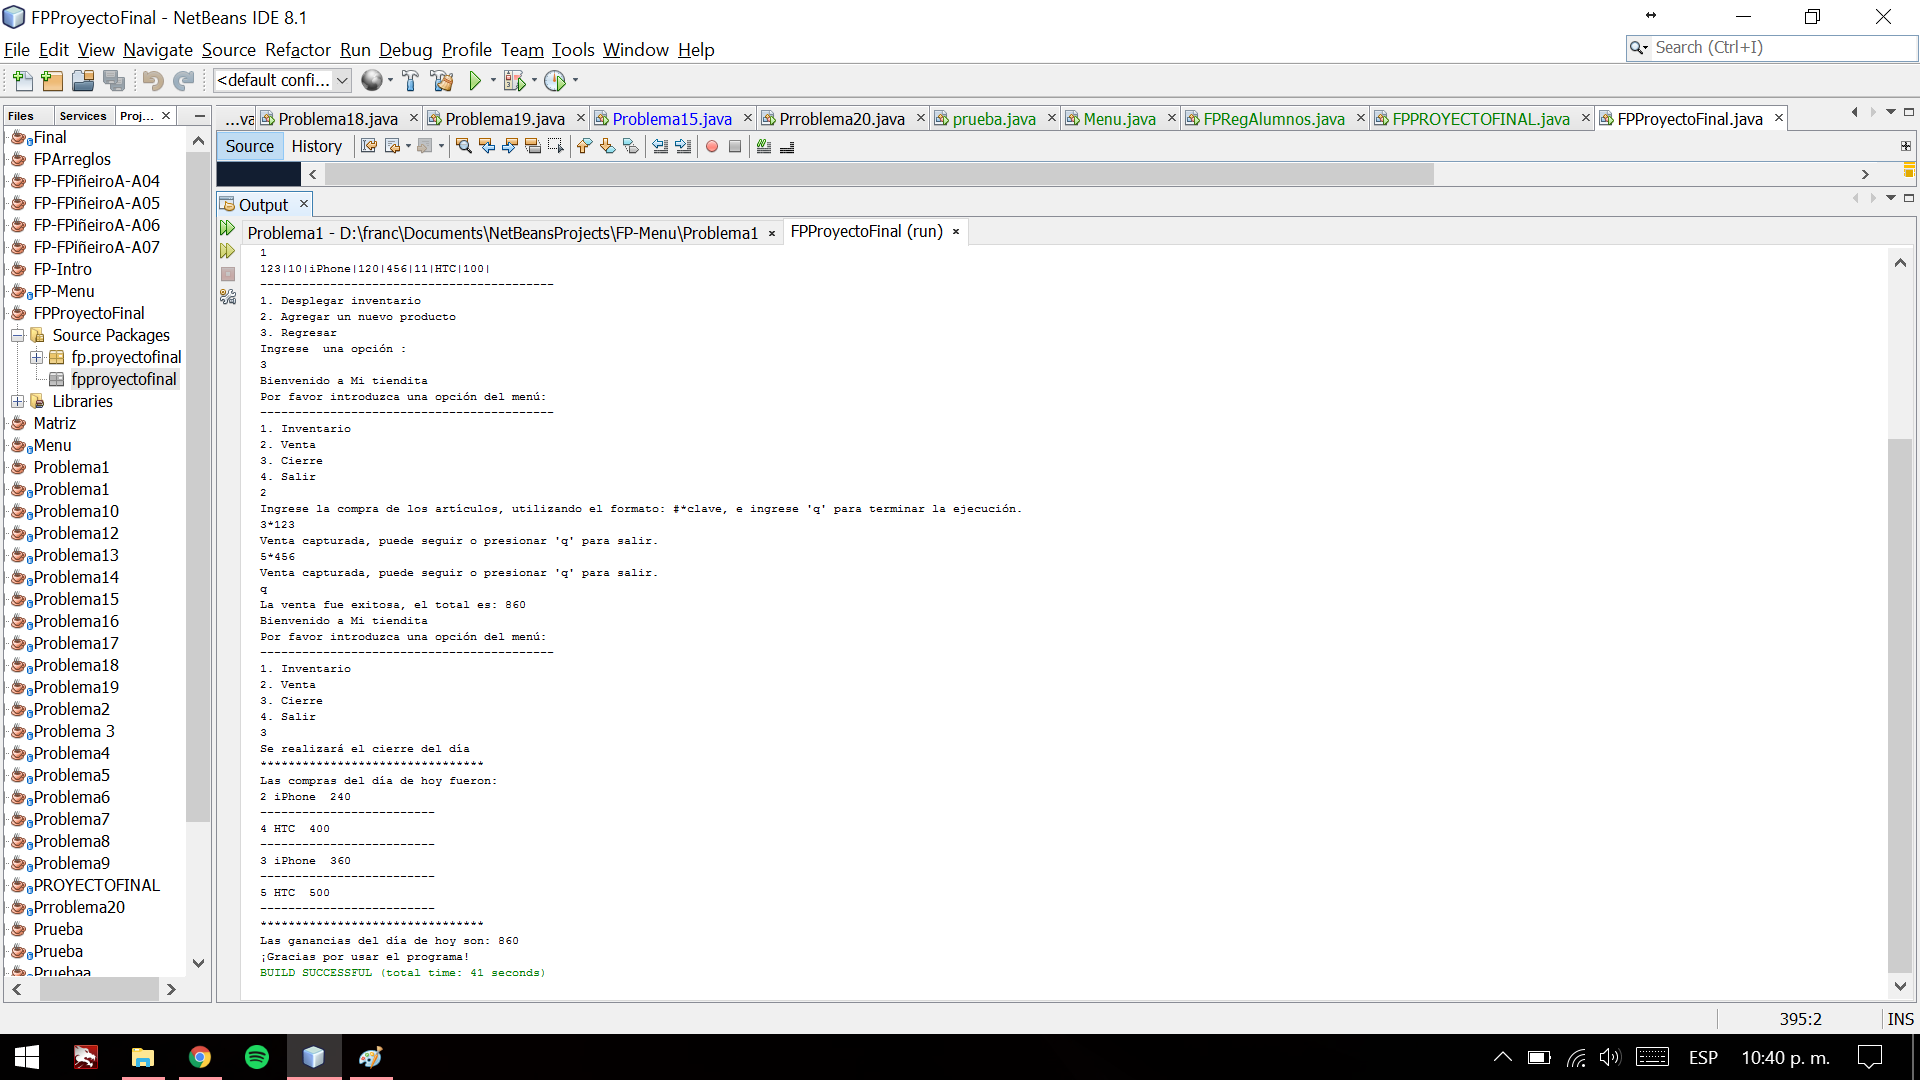 FPProyectoFinal - NetBeans IDE 8.1
File Edit View Navigate Source Refactor Run Debug Profile Team Tools Window Help
Search (Ctrl+I)
<default confi...
Files Services Proj...
...va Problema18.java Problema19.java Problema15.java Prroblema20.java prueba.java Menu.java FPRegAlumnos.java FPPROYECTOFINAL.java FPProyectoFinal.java
Source History
Final
FPArreglos
FP-FPiñeiroA-A04
FP-FPiñeiroA-A05
FP-FPiñeiroA-A06
FP-FPiñeiroA-A07
FP-Intro
FP-Menu
FPProyectoFinal
Source Packages
fp.proyectofinal
fpproyectofinal
Libraries
Matriz
Menu
Problema1
Problema1
Problema10
Problema12
Problema13
Problema14
Problema15
Problema16
Problema17
Problema18
Problema19
Problema2
Problema 3
Problema4
Problema5
Problema6
Problema7
Problema8
Problema9
PROYECTOFINAL
Prroblema20
Prueba
Prueba
Pruebaa
Output
Problema1 - D:\franc\Documents\NetBeansProjects\FP-Menu\Problema1 FPProyectoFinal (run)
1
123|10|iPhone|120|456|11|HTC|100|
------------------------------------------
1. Desplegar inventario
2. Agregar un nuevo producto
3. Regresar
Ingrese  una opción :
3
Bienvenido a Mi tiendita
Por favor introduzca una opción del menú:
------------------------------------------
1. Inventario
2. Venta
3. Cierre
4. Salir
2
Ingrese la compra de los artículos, utilizando el formato: #*clave, e ingrese 'q' para terminar la ejecución.
3*123
Venta capturada, puede seguir o presionar 'q' para salir.
5*456
Venta capturada, puede seguir o presionar 'q' para salir.
q
La venta fue exitosa, el total es: 860
Bienvenido a Mi tiendita
Por favor introduzca una opción del menú:
------------------------------------------
1. Inventario
2. Venta
3. Cierre
4. Salir
3
Se realizará el cierre del día
********************************
Las compras del día de hoy fueron:
2 iPhone  240
-------------------------
4 HTC  400
-------------------------
3 iPhone  360
-------------------------
5 HTC  500
-------------------------
********************************
Las ganancias del día de hoy son: 860
¡Gracias por usar el programa!
BUILD SUCCESSFUL (total time: 41 seconds)
395:2 INS
ESP 10:40 p. m.